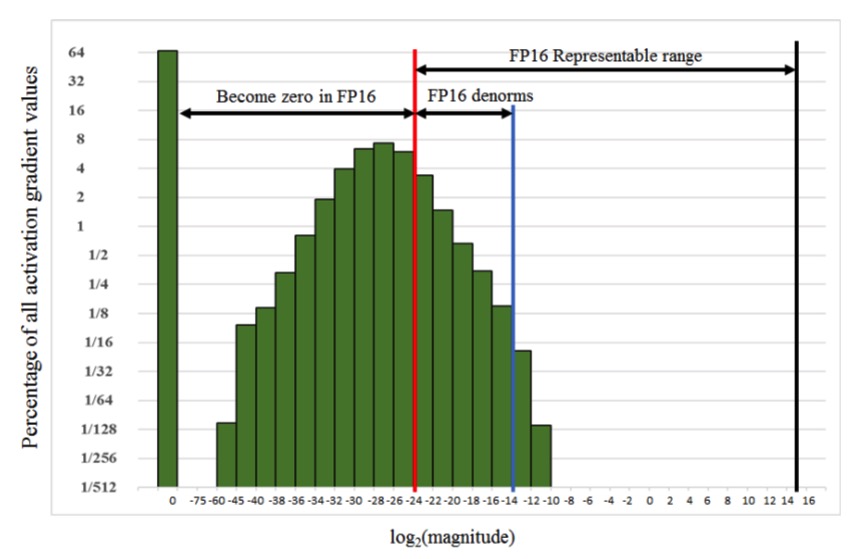 FP16 Representable range
Become zero in FP16
FP16 denorms
Percentage of all activation gradient values
64
32
16
8
4
2
1
1/2
1/4
1/8
1/16
1/32
1/64
1/128
1/256
1/512
0 -75 -60 -45 -40 -38 -36 -34 -32 -30 -28 -26 -24 -22 -20 -18 -16 -14 -12 -10 -8 -6 -4 -2 0 2 4 6 8 10 12 14 16
log₂(magnitude)